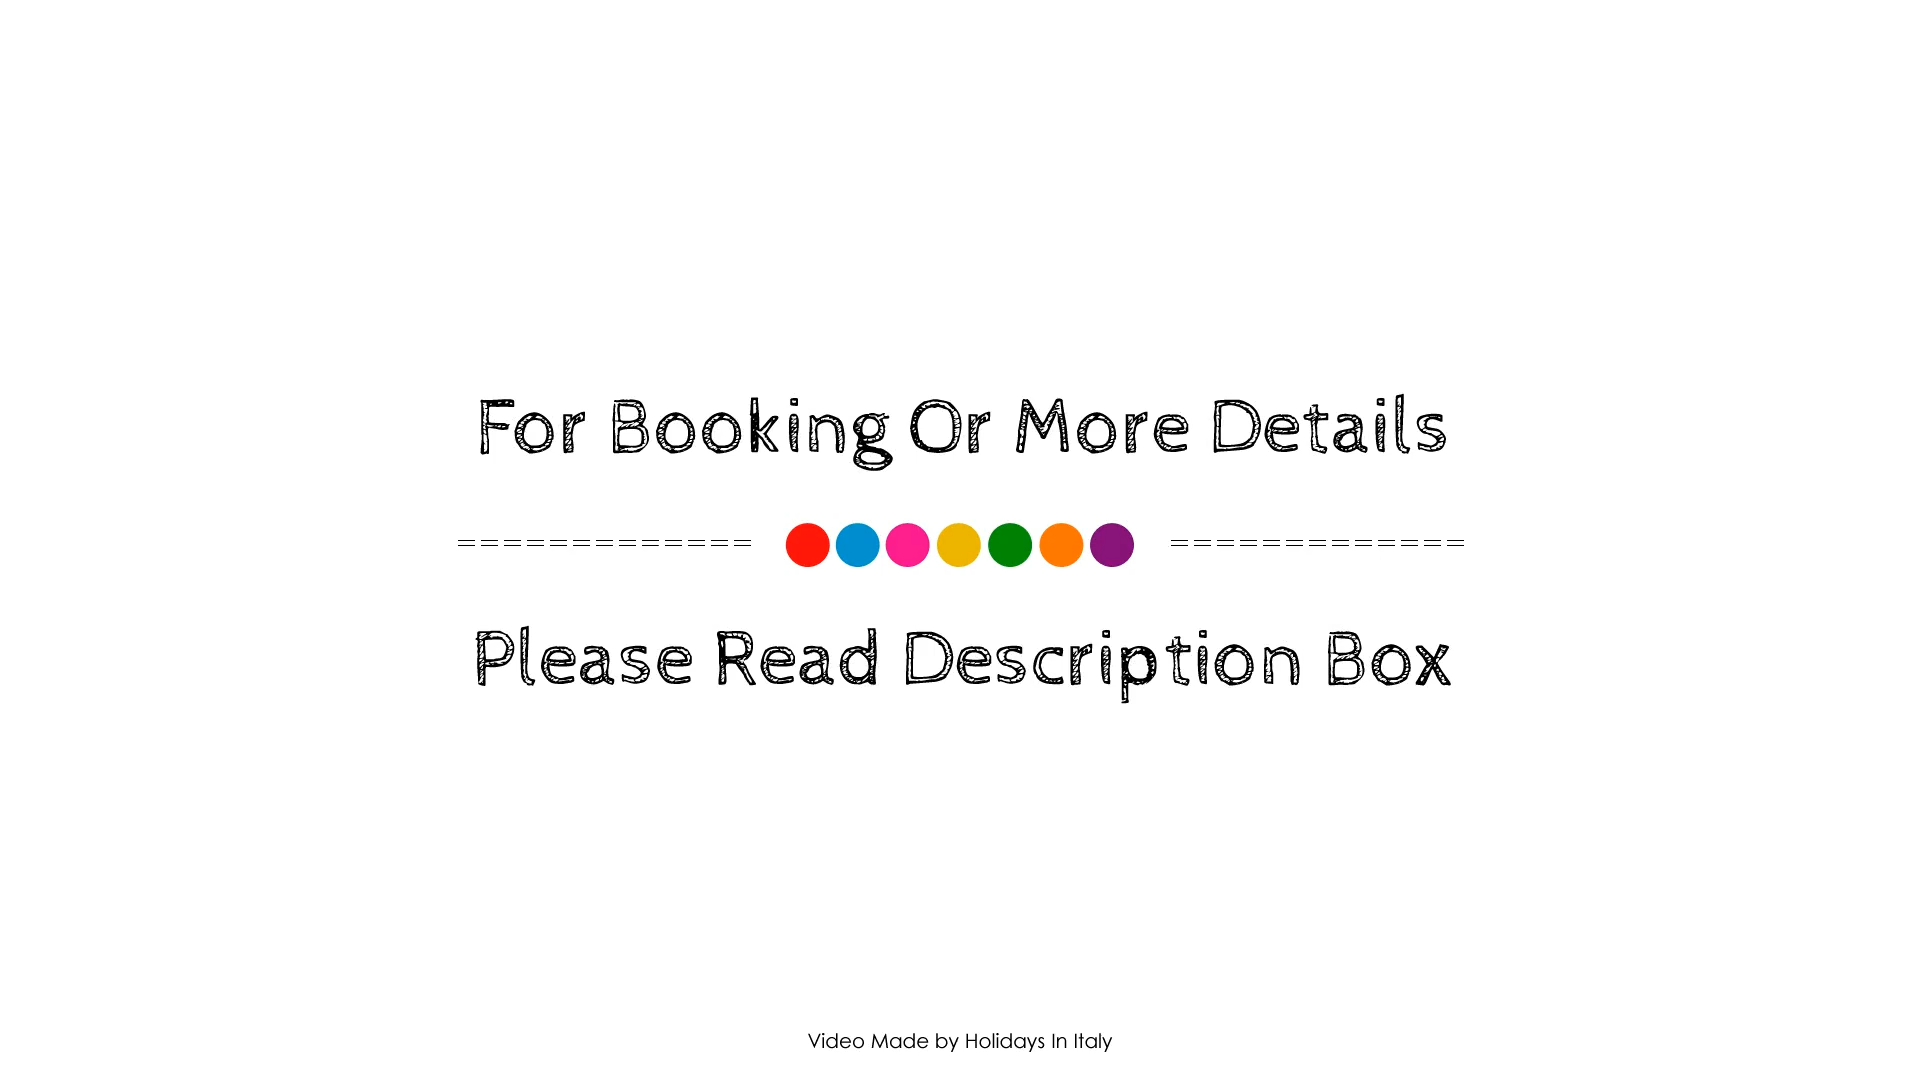 For Booking Or More Details
============= =============
Please Read Description Box
Video Made by Holidays In Italy